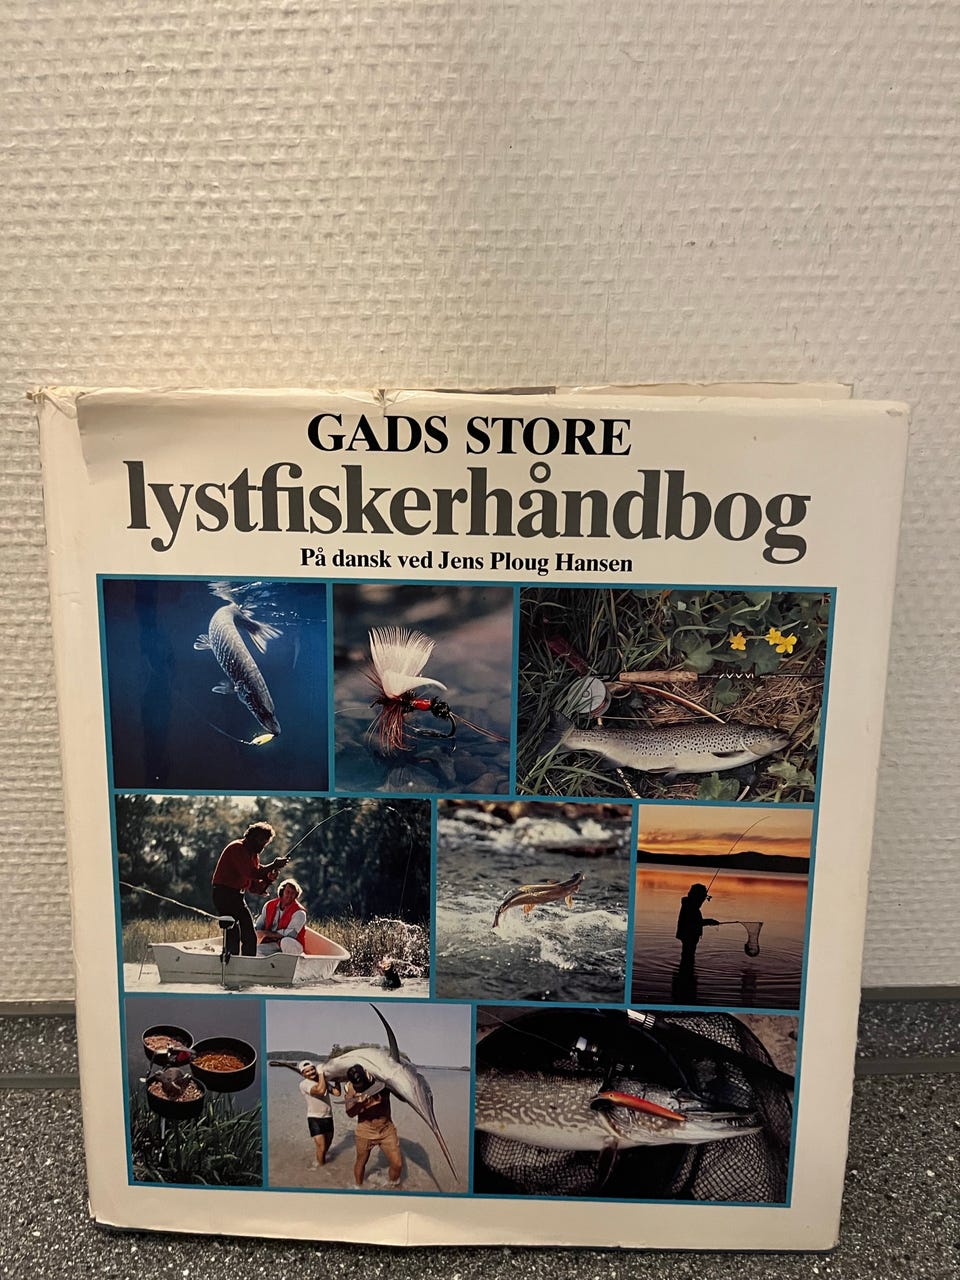 GADS STORE
lystfiskerhåndbog
På dansk ved Jens Ploug Hansen